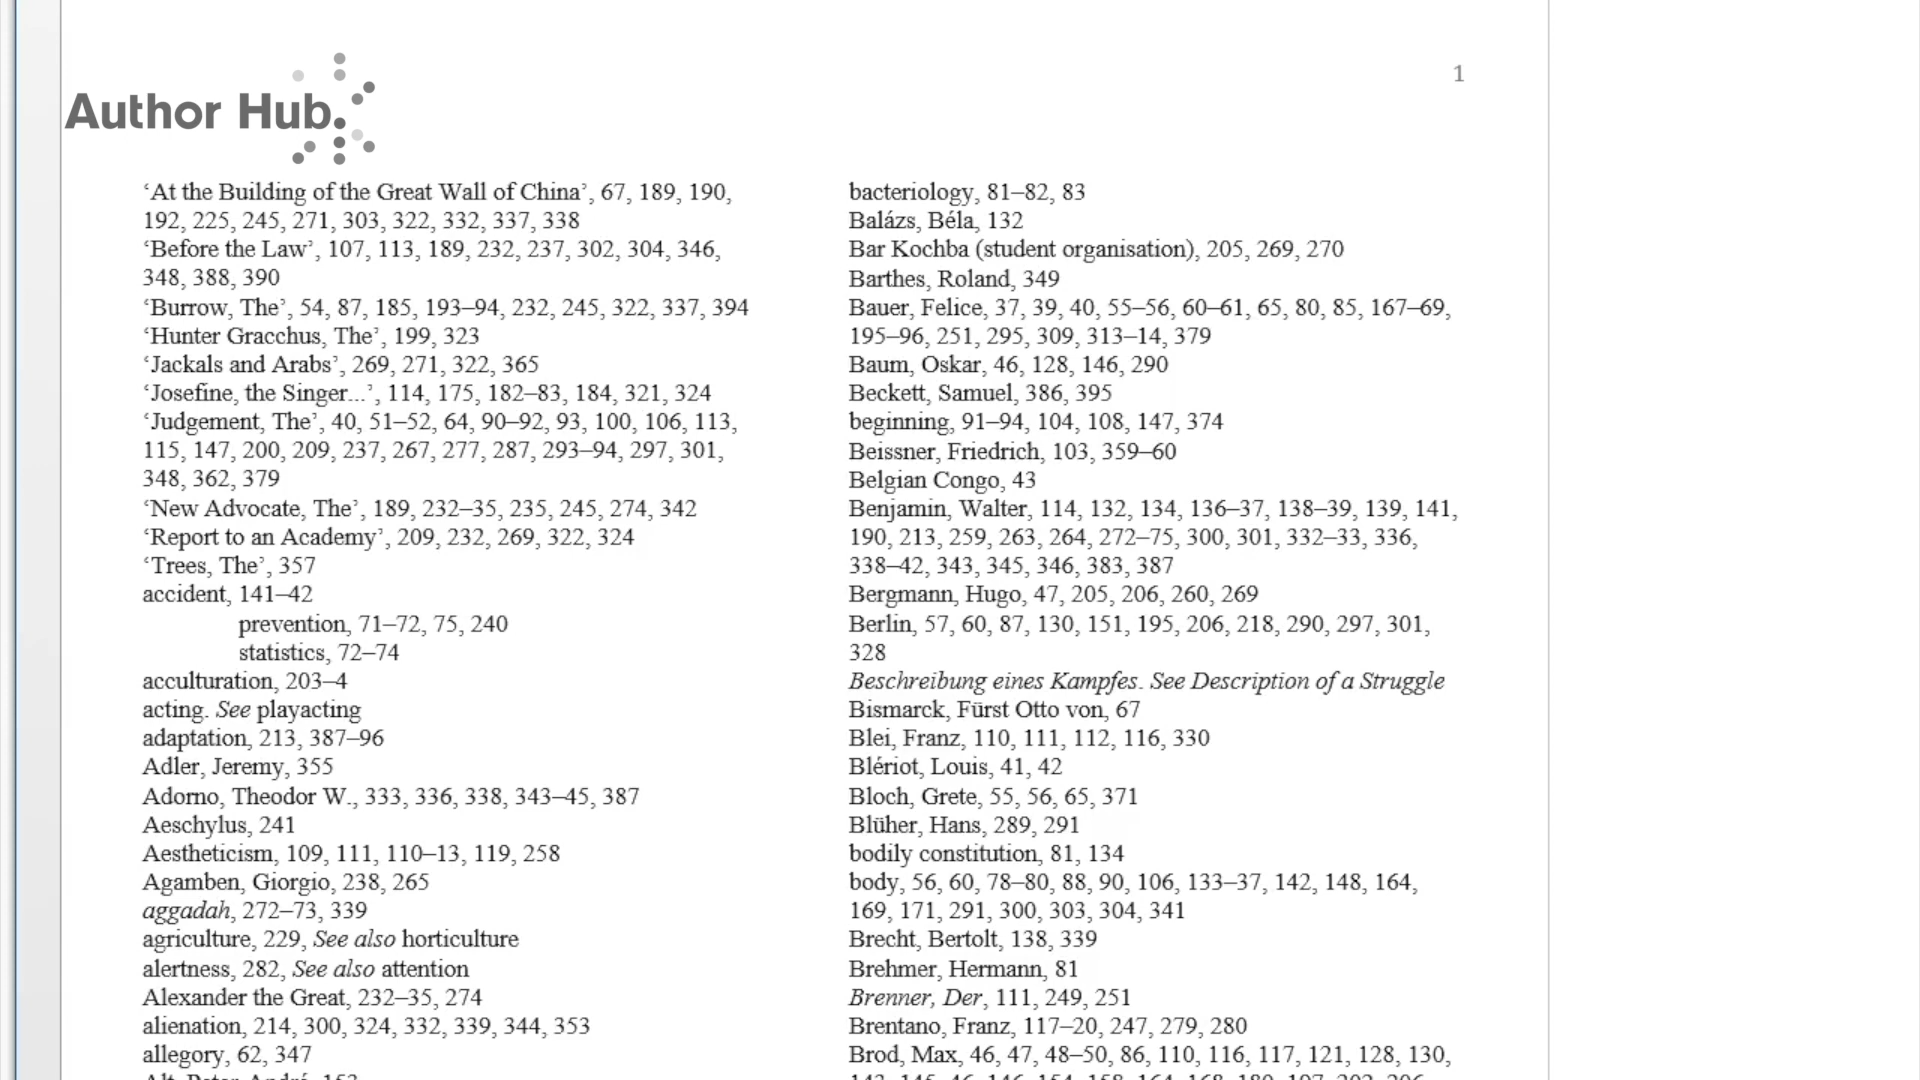 1
Author Hub.
‘At the Building of the Great Wall of China’, 67, 189, 190,
192, 225, 245, 271, 303, 322, 332, 337, 338
‘Before the Law’, 107, 113, 189, 232, 237, 302, 304, 346,
348, 388, 390
‘Burrow, The’, 54, 87, 185, 193–94, 232, 245, 322, 337, 394
‘Hunter Gracchus, The’, 199, 323
‘Jackals and Arabs’, 269, 271, 322, 365
‘Josefine, the Singer...’, 114, 175, 182–83, 184, 321, 324
‘Judgement, The’, 40, 51–52, 64, 90–92, 93, 100, 106, 113,
115, 147, 200, 209, 237, 267, 277, 287, 293–94, 297, 301,
348, 362, 379
‘New Advocate, The’, 189, 232–35, 235, 245, 274, 342
‘Report to an Academy’, 209, 232, 269, 322, 324
‘Trees, The’, 357
accident, 141–42
prevention, 71–72, 75, 240
statistics, 72–74
acculturation, 203–4
acting. See playacting
adaptation, 213, 387–96
Adler, Jeremy, 355
Adorno, Theodor W., 333, 336, 338, 343–45, 387
Aeschylus, 241
Aestheticism, 109, 111, 110–13, 119, 258
Agamben, Giorgio, 238, 265
aggadah, 272–73, 339
agriculture, 229, See also horticulture
alertness, 282, See also attention
Alexander the Great, 232–35, 274
alienation, 214, 300, 324, 332, 339, 344, 353
allegory, 62, 347
bacteriology, 81–82, 83
Balázs, Béla, 132
Bar Kochba (student organisation), 205, 269, 270
Barthes, Roland, 349
Bauer, Felice, 37, 39, 40, 55–56, 60–61, 65, 80, 85, 167–69,
195–96, 251, 295, 309, 313–14, 379
Baum, Oskar, 46, 128, 146, 290
Beckett, Samuel, 386, 395
beginning, 91–94, 104, 108, 147, 374
Beissner, Friedrich, 103, 359–60
Belgian Congo, 43
Benjamin, Walter, 114, 132, 134, 136–37, 138–39, 139, 141,
190, 213, 259, 263, 264, 272–75, 300, 301, 332–33, 336,
338–42, 343, 345, 346, 383, 387
Bergmann, Hugo, 47, 205, 206, 260, 269
Berlin, 57, 60, 87, 130, 151, 195, 206, 218, 290, 297, 301,
328
Beschreibung eines Kampfes. See Description of a Struggle
Bismarck, Fürst Otto von, 67
Blei, Franz, 110, 111, 112, 116, 330
Blériot, Louis, 41, 42
Bloch, Grete, 55, 56, 65, 371
Blüher, Hans, 289, 291
bodily constitution, 81, 134
body, 56, 60, 78–80, 88, 90, 106, 133–37, 142, 148, 164,
169, 171, 291, 300, 303, 304, 341
Brecht, Bertolt, 138, 339
Brehmer, Hermann, 81
Brenner, Der, 111, 249, 251
Brentano, Franz, 117–20, 247, 279, 280
Brod, Max, 46, 47, 48–50, 86, 110, 116, 117, 121, 128, 130,